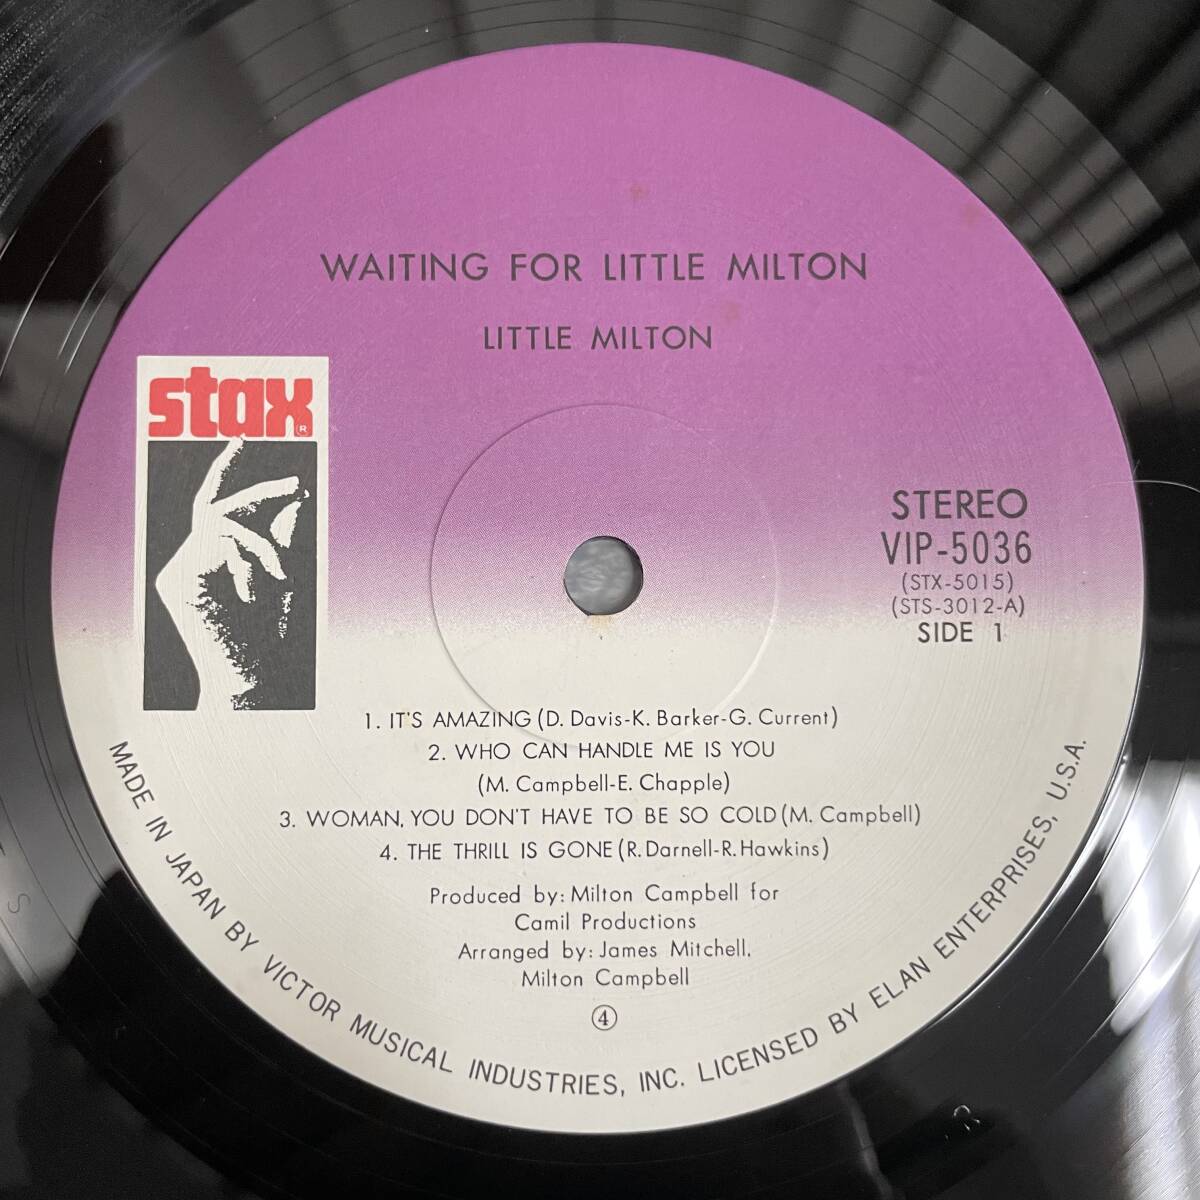 WAITING FOR LITTLE MILTON
LITTLE MILTON
stax®
STEREO
VIP-5036
(STX-5015)
(STS-3012-A)
SIDE 1
1. IT'S AMAZING (D. Davis-K. Barker-G. Current)
2. WHO CAN HANDLE ME IS YOU
(M. Campbell-E. Chapple)
3. WOMAN, YOU DON'T HAVE TO BE SO COLD (M. Campbell)
4. THE THRILL IS GONE (R. Darnell-R. Hawkins)
Produced by: Milton Campbell for
Camil Productions
Arranged by: James Mitchell,
Milton Campbell
④
MADE IN JAPAN BY VICTOR MUSICAL INDUSTRIES, INC. LICENSED BY ELAN ENTERPRISES, U.S.A.